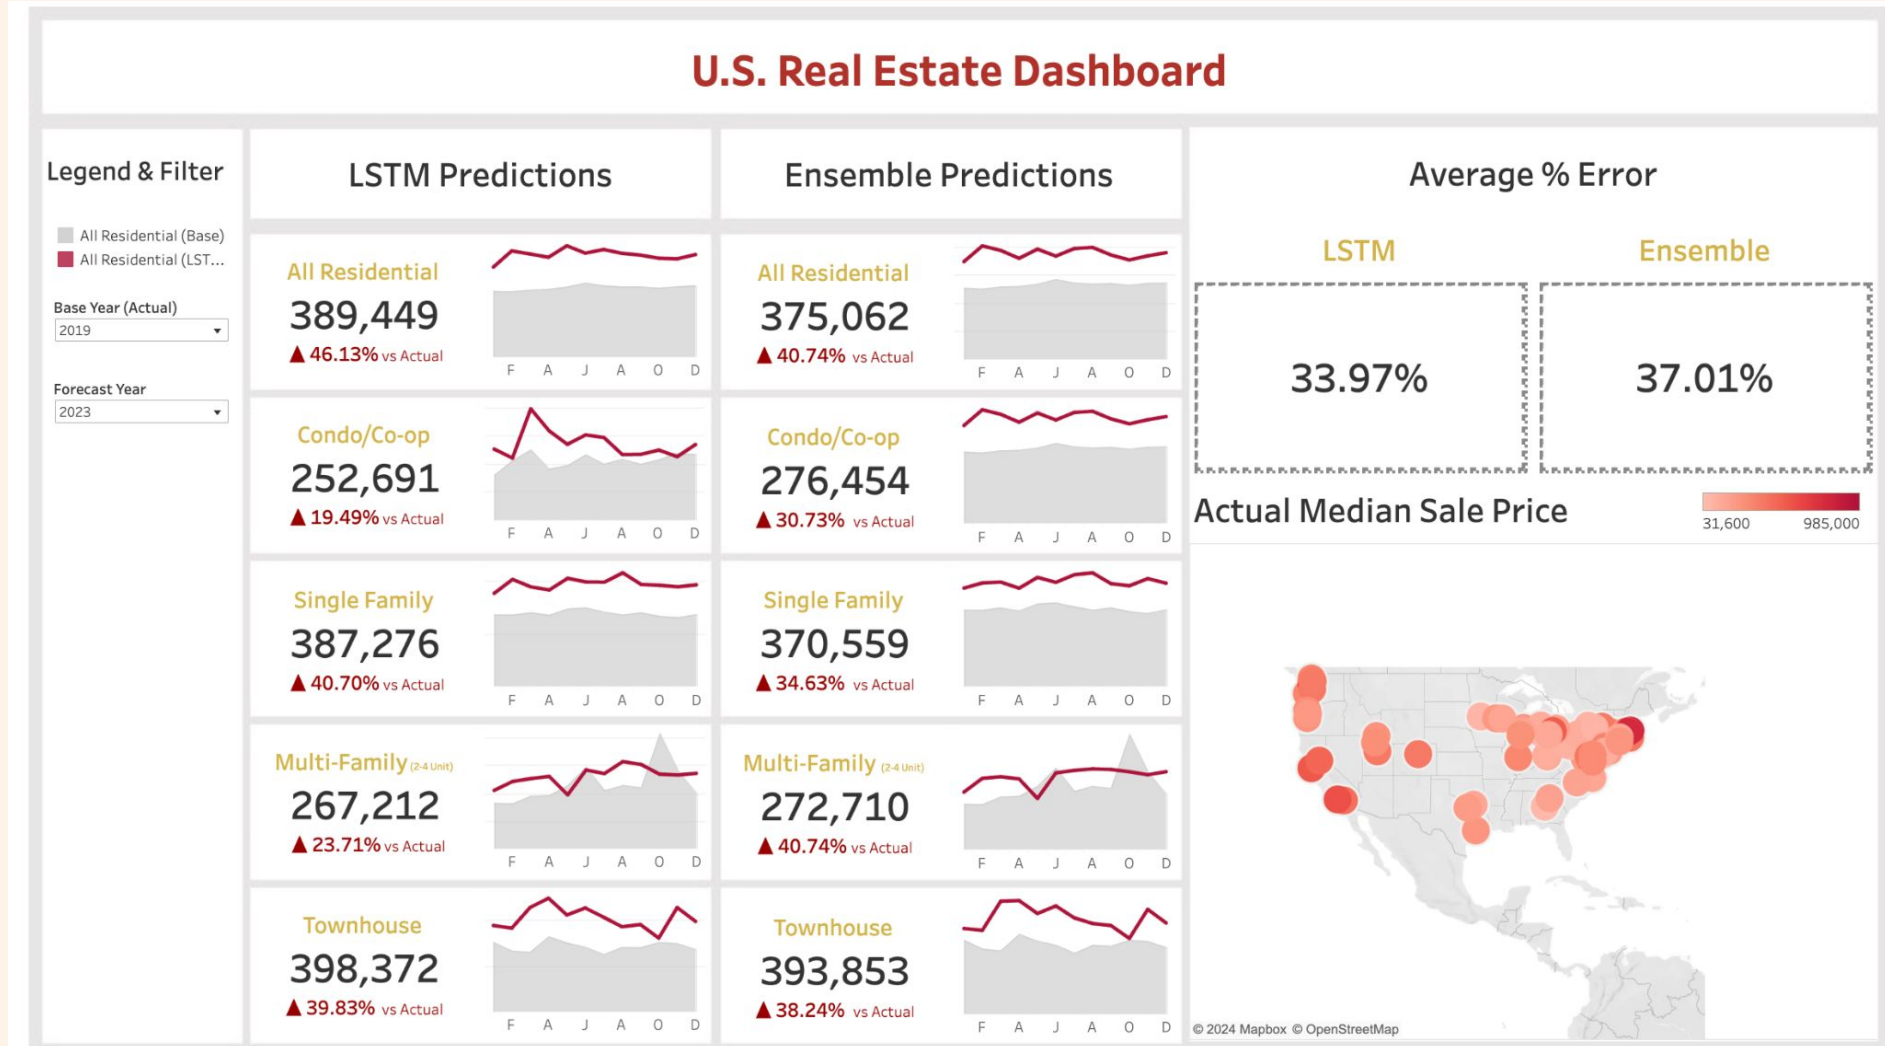 U.S. Real Estate Dashboard
Legend & Filter
All Residential (Base)
All Residential (LST...
Base Year (Actual)
2019
Forecast Year
2023
LSTM Predictions
All Residential
389,449
▲ 46.13% vs Actual
F A J A O D
Condo/Co-op
252,691
▲ 19.49% vs Actual
F A J A O D
Single Family
387,276
▲ 40.70% vs Actual
F A J A O D
Multi-Family (2-4 Unit)
267,212
▲ 23.71% vs Actual
F A J A O D
Townhouse
398,372
▲ 39.83% vs Actual
F A J A O D
Ensemble Predictions
All Residential
375,062
▲ 40.74% vs Actual
F A J A O D
Condo/Co-op
276,454
▲ 30.73% vs Actual
F A J A O D
Single Family
370,559
▲ 34.63% vs Actual
F A J A O D
Multi-Family (2-4 Unit)
272,710
▲ 40.74% vs Actual
F A J A O D
Townhouse
393,853
▲ 38.24% vs Actual
F A J A O D
Average % Error
LSTM
33.97%
Ensemble
37.01%
Actual Median Sale Price
31,600 985,000
© 2024 Mapbox © OpenStreetMap